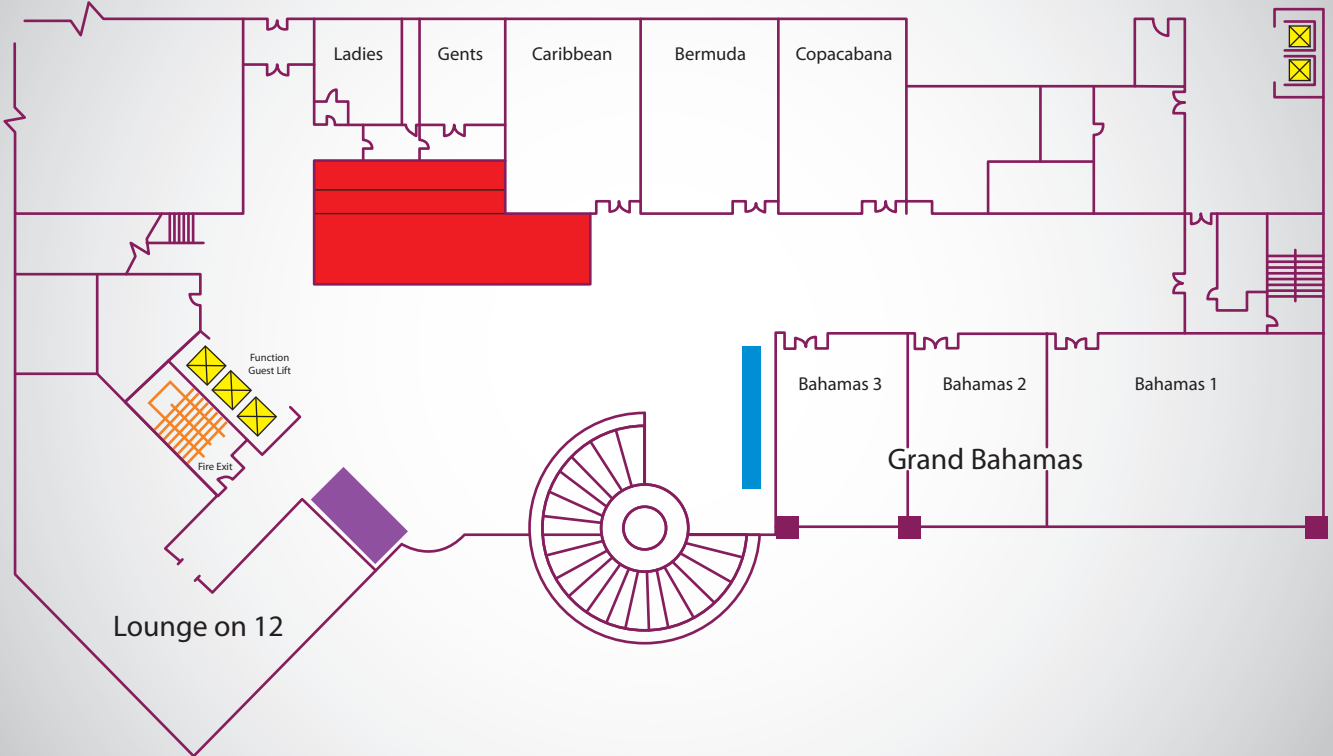 Ladies
Gents
Caribbean
Bermuda
Copacabana
Function
Guest Lift
Bahamas 3
Bahamas 2
Bahamas 1
Grand Bahamas
Fire Exit
Lounge on 12